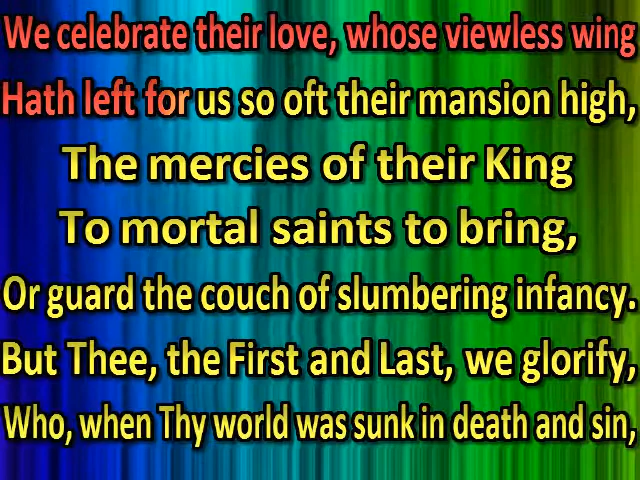 We celebrate their love, whose viewless wing
Hath left for us so oft their mansion high,
The mercies of their King
To mortal saints to bring,
Or guard the couch of slumbering infancy.
But Thee, the First and Last, we glorify,
Who, when Thy world was sunk in death and sin,